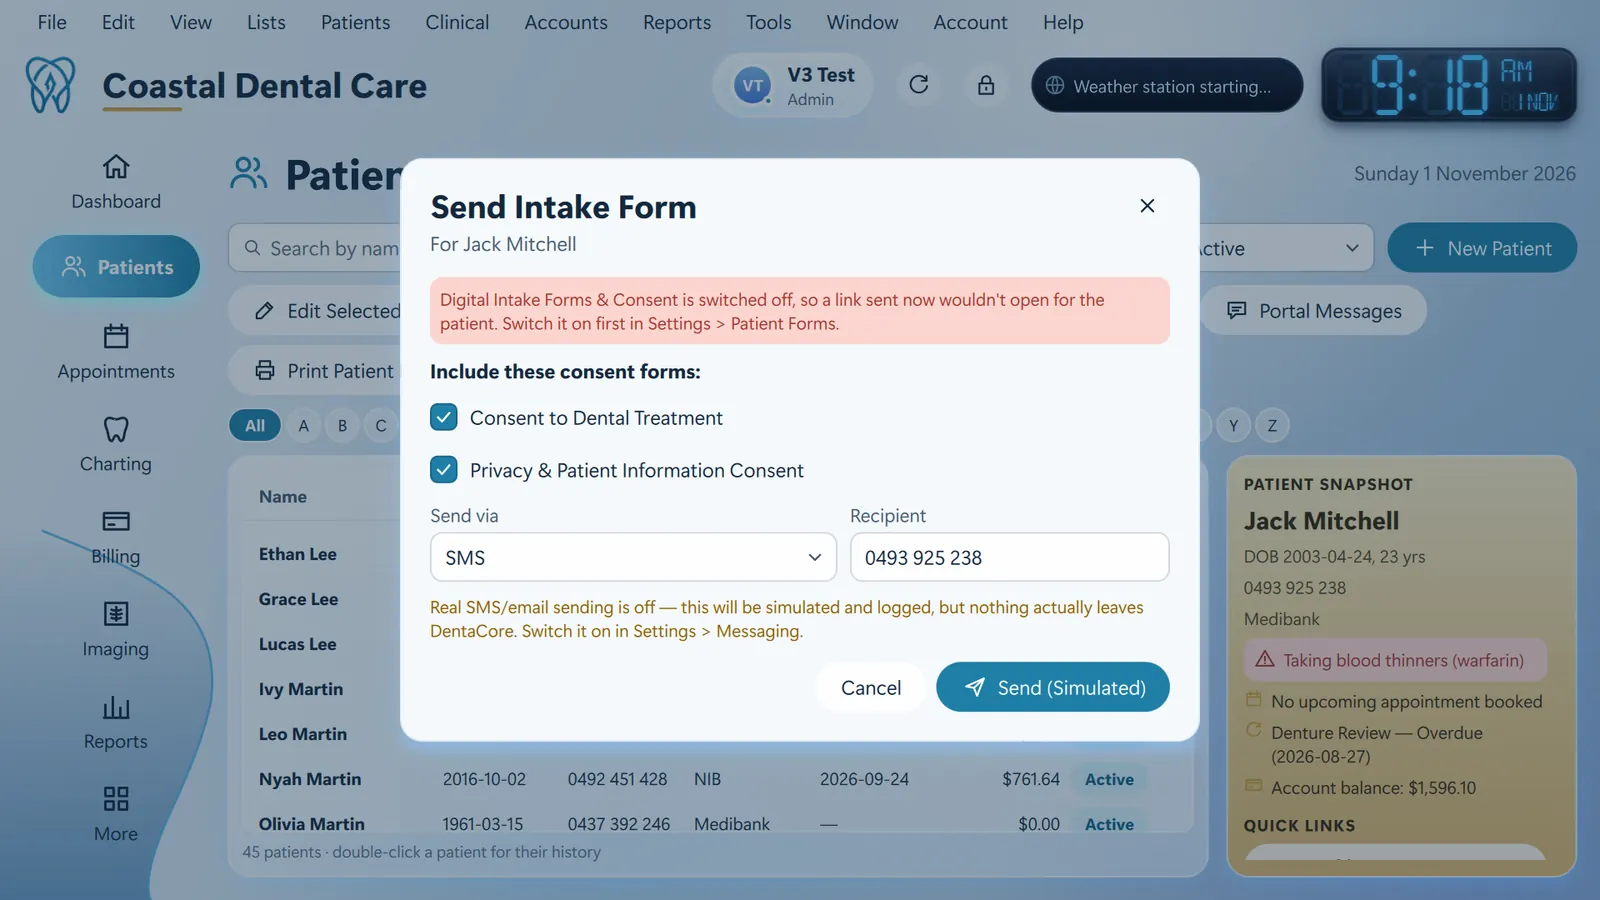 File Edit View Lists Patients Clinical Accounts Reports Tools Window Account Help
Coastal Dental Care
VT
V3 Test
Admin
Weather station starting...
9:18 AM
1 NOV
Dashboard
Patients
Appointments
Charting
Billing
Imaging
Reports
More
Sunday 1 November 2026
Active
New Patient
Edit Selected
Portal Messages
Print Patient
All A B C Y Z
Send Intake Form
For Jack Mitchell
Digital Intake Forms & Consent is switched off, so a link sent now wouldn't open for the
patient. Switch it on first in Settings > Patient Forms.
Include these consent forms:
Consent to Dental Treatment
Privacy & Patient Information Consent
Send via
Recipient
SMS
0493 925 238
Real SMS/email sending is off — this will be simulated and logged, but nothing actually leaves
DentaCore. Switch it on in Settings > Messaging.
Cancel
Send (Simulated)
Name
Ethan Lee
Grace Lee
Lucas Lee
Ivy Martin
Leo Martin
Nyah Martin 2016-10-02 0492 451 428 NIB 2026-09-24 $761.64 Active
Olivia Martin 1961-03-15 0437 392 246 Medibank — $0.00 Active
45 patients · double-click a patient for their history
PATIENT SNAPSHOT
Jack Mitchell
DOB 2003-04-24, 23 yrs
0493 925 238
Medibank
Taking blood thinners (warfarin)
No upcoming appointment booked
Denture Review — Overdue
(2026-08-27)
Account balance: $1,596.10
QUICK LINKS